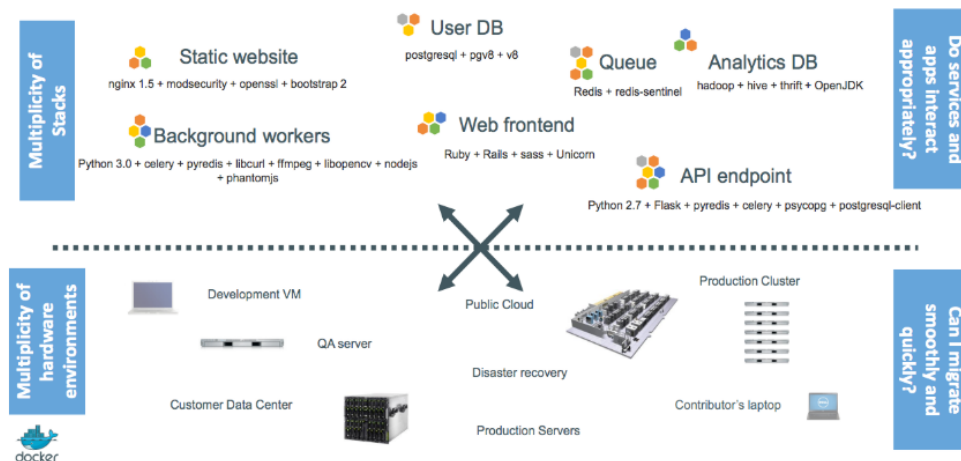 Multiplicity of
Stacks
Static website
nginx 1.5 + modsecurity + openssl + bootstrap 2
User DB
postgresql + pgv8 + v8
Queue
Redis + redis-sentinel
Analytics DB
hadoop + hive + thrift + OpenJDK
Do services and
apps interact
appropriately?
Background workers
Python 3.0 + celery + pyredis + libcurl + ffmpeg + libopencv + nodejs
+ phantomjs
Web frontend
Ruby + Rails + sass + Unicorn
API endpoint
Python 2.7 + Flask + pyredis + celery + psycopg + postgresql-client
Multiplicity of
hardware
environments
Development VM
QA server
Customer Data Center
Public Cloud
Disaster recovery
Production Servers
Production Cluster
Contributor's laptop
Can I migrate
smoothly and
quickly?
docker